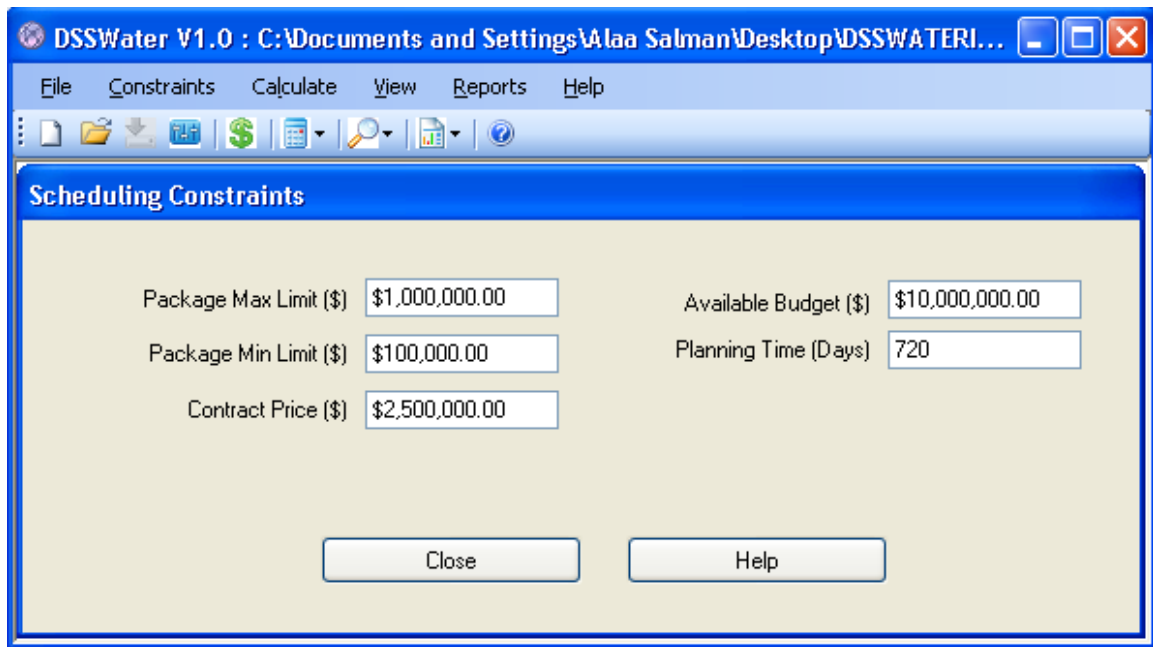 DSSWater V1.0 : C:\Documents and Settings\Alaa Salman\Desktop\DSSWATERI...
File Constraints Calculate View Reports Help
Scheduling Constraints
Package Max Limit ($) $1,000,000.00 Available Budget ($) $10,000,000.00
Package Min Limit ($) $100,000.00 Planning Time (Days) 720
Contract Price ($) $2,500,000.00
Close Help